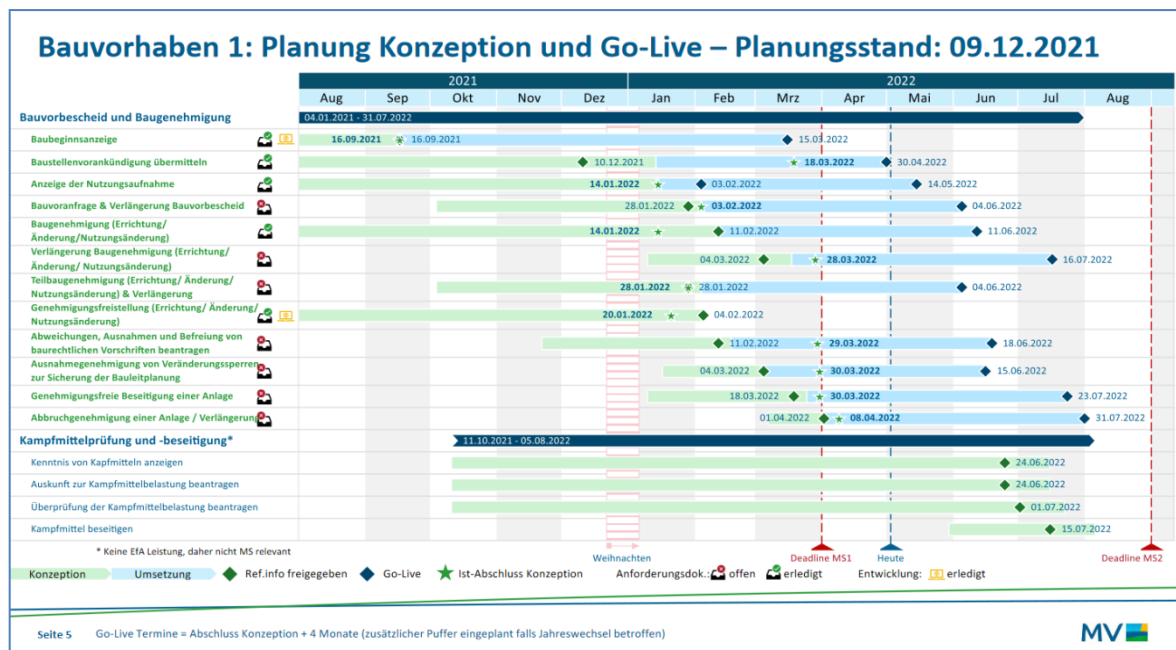 Bauvorhaben 1: Planung Konzeption und Go-Live – Planungsstand: 09.12.2021
2021 2022
Aug Sep Okt Nov Dez Jan Feb Mrz Apr Mai Jun Jul Aug
Bauvorbescheid und Baugenehmigung 04.01.2021 - 31.07.2022
Baubeginnsanzeige 16.09.2021 16.09.2021 15.03.2022
Baustellenvorankündigung übermitteln 10.12.2021 18.03.2022 30.04.2022
Anzeige der Nutzungsaufnahme 14.01.2022 03.02.2022 14.05.2022
Bauvoranfrage & Verlängerung Bauvorbescheid 28.01.2022 03.02.2022 04.06.2022
Baugenehmigung (Errichtung/
Änderung/Nutzungsänderung) 14.01.2022 11.02.2022 11.06.2022
Verlängerung Baugenehmigung (Errichtung/
Änderung/ Nutzungsänderung) 04.03.2022 28.03.2022 16.07.2022
Teilbaugenehmigung (Errichtung/ Änderung/
Nutzungsänderung) & Verlängerung 28.01.2022 28.01.2022 04.06.2022
Genehmigungsfreistellung (Errichtung/ Änderung/
Nutzungsänderung) 20.01.2022 04.02.2022
Abweichungen, Ausnahmen und Befreiung von
baurechtlichen Vorschriften beantragen 11.02.2022 29.03.2022 18.06.2022
Ausnahmegenehmigung von Veränderungssperren
zur Sicherung der Bauleitplanung 04.03.2022 30.03.2022 15.06.2022
Genehmigungsfreie Beseitigung einer Anlage 18.03.2022 30.03.2022 23.07.2022
Abbruchgenehmigung einer Anlage / Verlängerung 01.04.2022 08.04.2022 31.07.2022
Kampfmittelprüfung und -beseitigung* 11.10.2021 - 05.08.2022
Kenntnis von Kapfmitteln anzeigen 24.06.2022
Auskunft zur Kampfmittelbelastung beantragen 24.06.2022
Überprüfung der Kampfmittelbelastung beantragen 01.07.2022
Kampfmittel beseitigen 15.07.2022
* Keine EfA Leistung, daher nicht MS relevant
Weihnachten Deadline MS1 Heute Deadline MS2
Konzeption Umsetzung Ref.info freigegeben Go-Live Ist-Abschluss Konzeption Anforderungsdok.: offen erledigt Entwicklung: erledigt
Seite 5 Go-Live Termine = Abschluss Konzeption + 4 Monate (zusätzlicher Puffer eingeplant falls Jahreswechsel betroffen)
MV